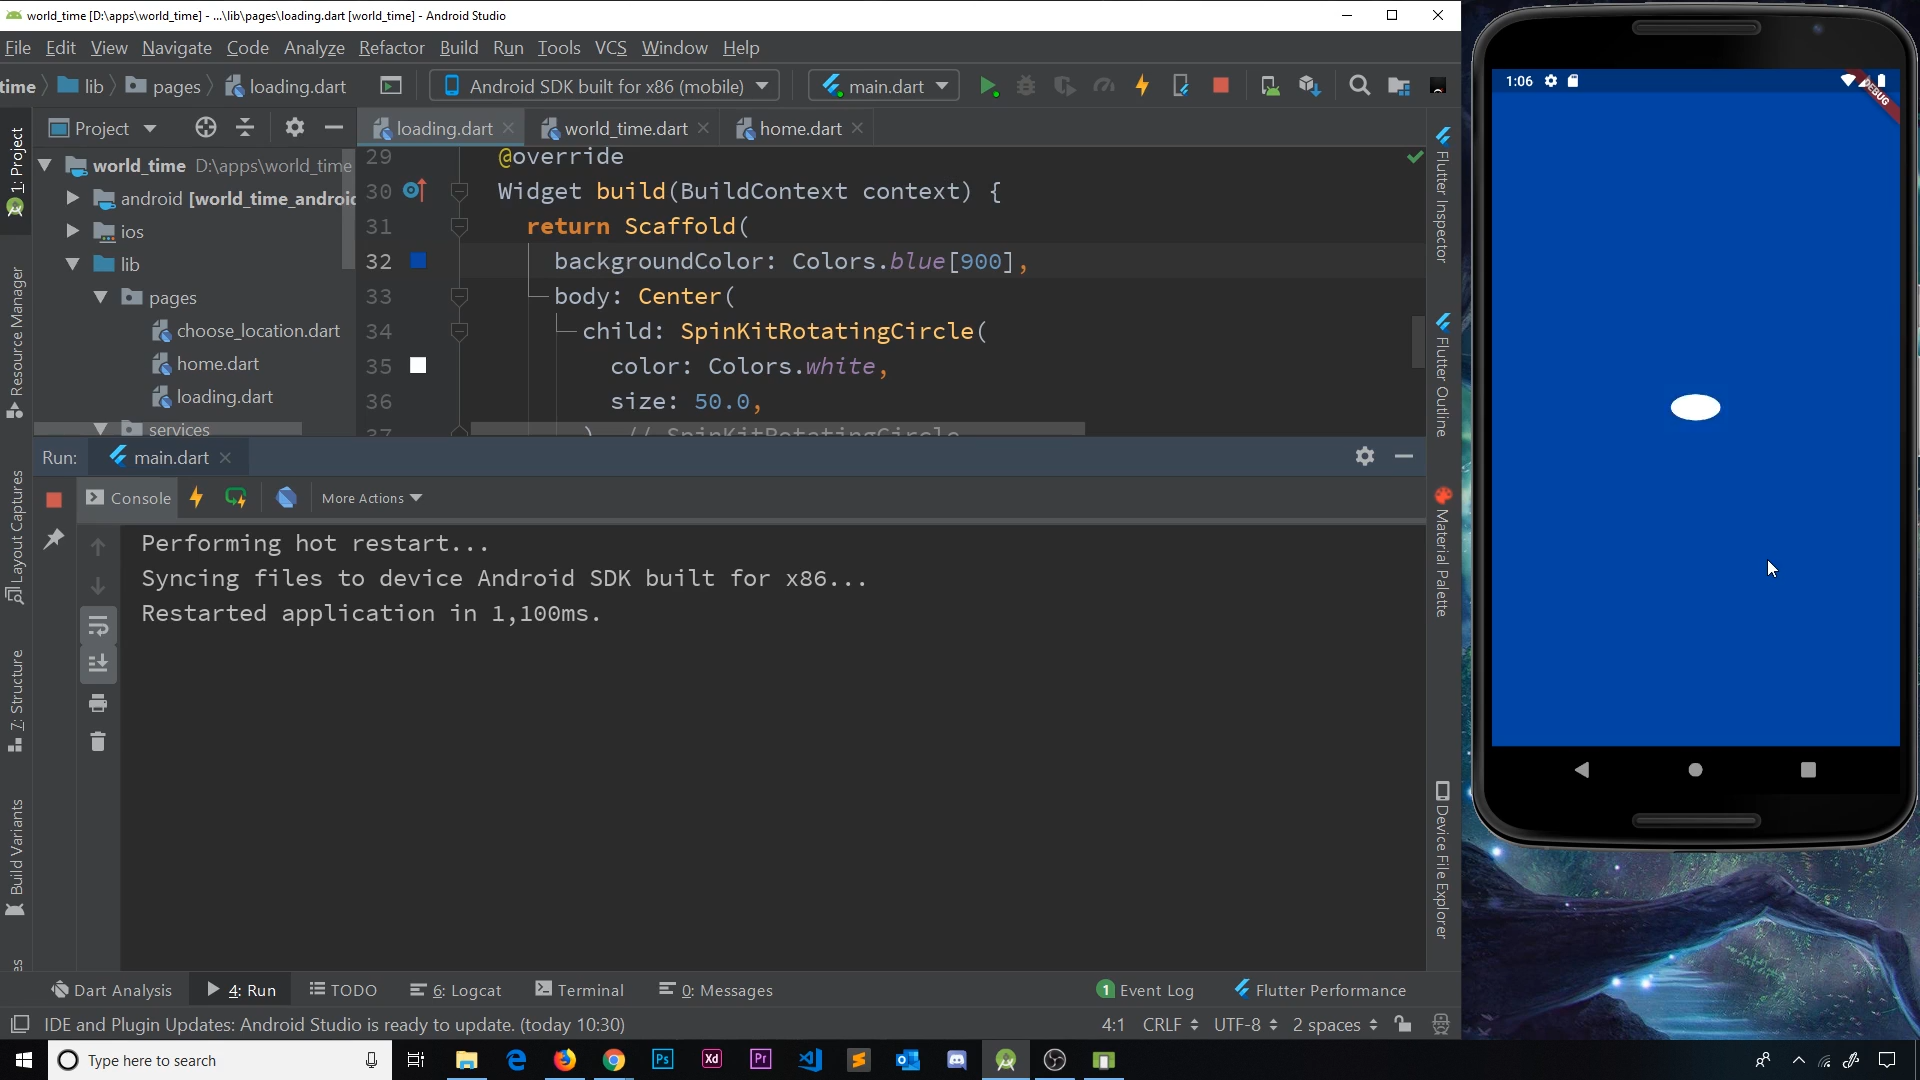 world_time [D:\apps\world_time] - ...\lib\pages\loading.dart [world_time] - Android Studio
File Edit View Navigate Code Analyze Refactor Build Run Tools VCS Window Help
time lib pages loading.dart Android SDK built for x86 (mobile) main.dart
Project loading.dart world_time.dart home.dart
world_time D:\apps\world_time
android [world_time_androi
ios
lib
pages
choose_location.dart
home.dart
loading.dart
services
29 @override
30 Widget build(BuildContext context) {
31 return Scaffold(
32 backgroundColor: Colors.blue[900],
33 body: Center(
34 child: SpinKitRotatingCircle(
35 color: Colors.white,
36 size: 50.0,
37 ) // SpinKitRotatingCircle
Run: main.dart
Console More Actions
Performing hot restart...
Syncing files to device Android SDK built for x86...
Restarted application in 1,100ms.
1: Project
Resource Manager
Layout Captures
Z: Structure
Build Variants
es
Flutter Inspector
Flutter Outline
Material Palette
Device File Explorer
Dart Analysis 4: Run TODO 6: Logcat Terminal 0: Messages 1 Event Log Flutter Performance
IDE and Plugin Updates: Android Studio is ready to update. (today 10:30) 4:1 CRLF UTF-8 2 spaces
Type here to search Ps Xd Pr
1:06
DEBUG